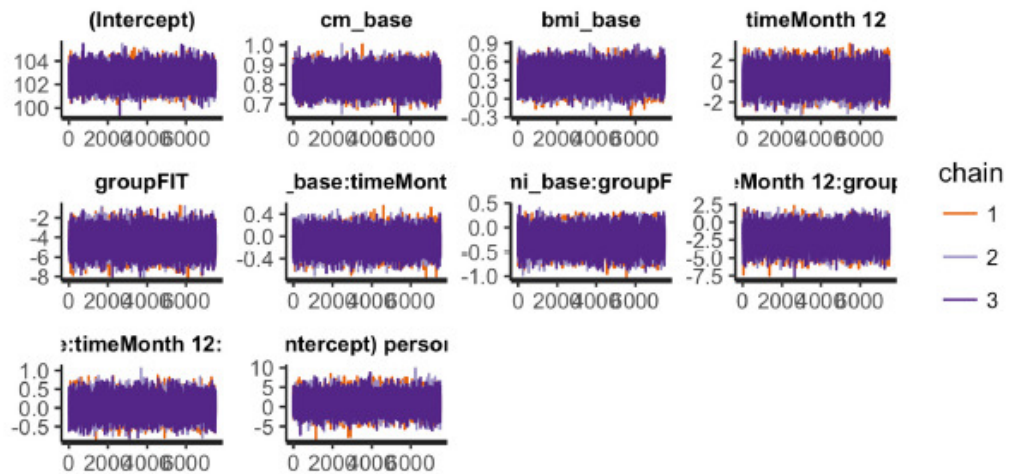 (Intercept) cm_base bmi_base timeMonth 12
104 1.0 0.9 2
102 0.9 0.6 0
100 0.8 0.3 -2
0.7 0.0
-0.3
0 2000 4000 6000 0 2000 4000 6000 0 2000 4000 6000 0 2000 4000 6000
groupFIT _base:timeMont ni_base:groupF eMonth 12:group
-2 0.4 0.5 2.5
-4 0.0 0.0 0.0
-6 -0.4 -0.5 -2.5
-8 -1.0 -5.0
-7.5
0 2000 4000 6000 0 2000 4000 6000 0 2000 4000 6000 0 2000 4000 6000
e:timeMonth 12: ntercept) person
1.0 10
0.5 5
0.0 0
-0.5 -5
0 2000 4000 6000 0 2000 4000 6000
chain
1
2
3